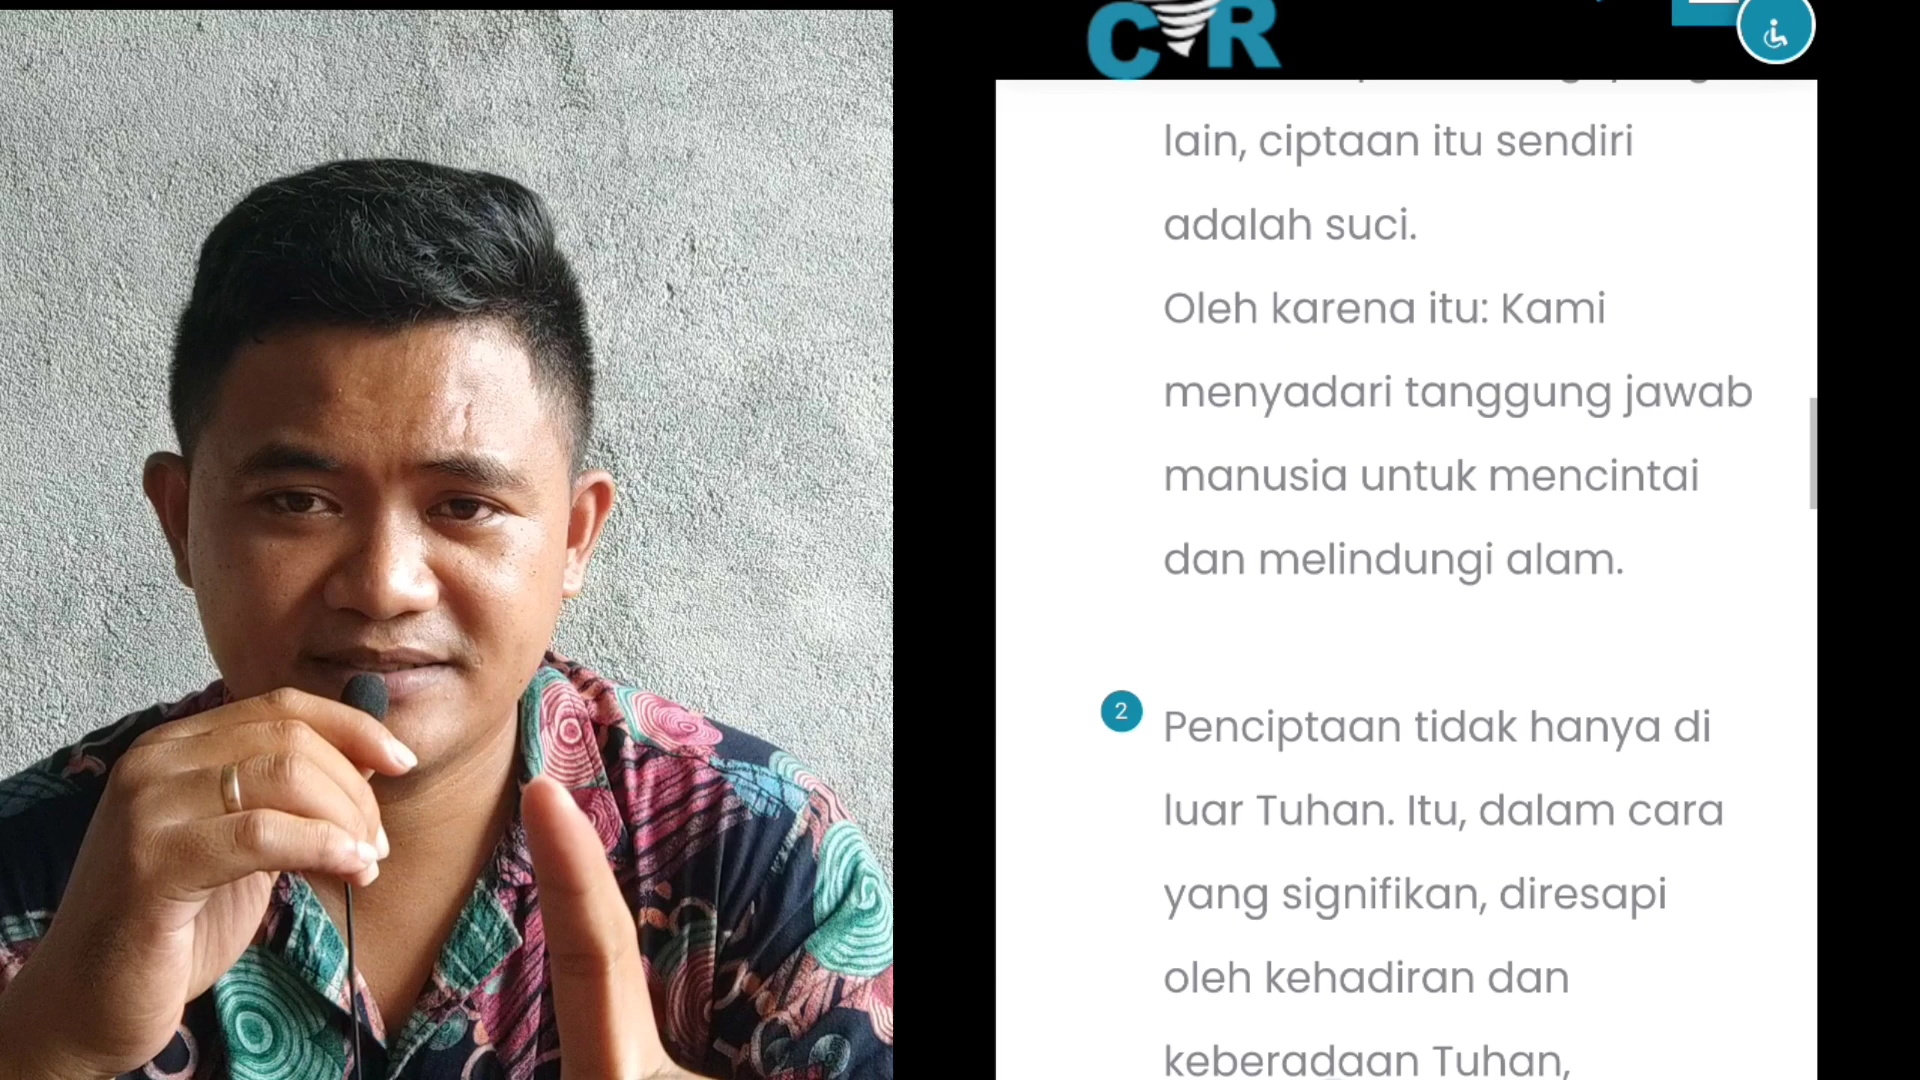 C R
lain, ciptaan itu sendiri
adalah suci.
Oleh karena itu: Kami
menyadari tanggung jawab
manusia untuk mencintai
dan melindungi alam.
2
Penciptaan tidak hanya di
luar Tuhan. Itu, dalam cara
yang signifikan, diresapi
oleh kehadiran dan
keberadaan Tuhan,